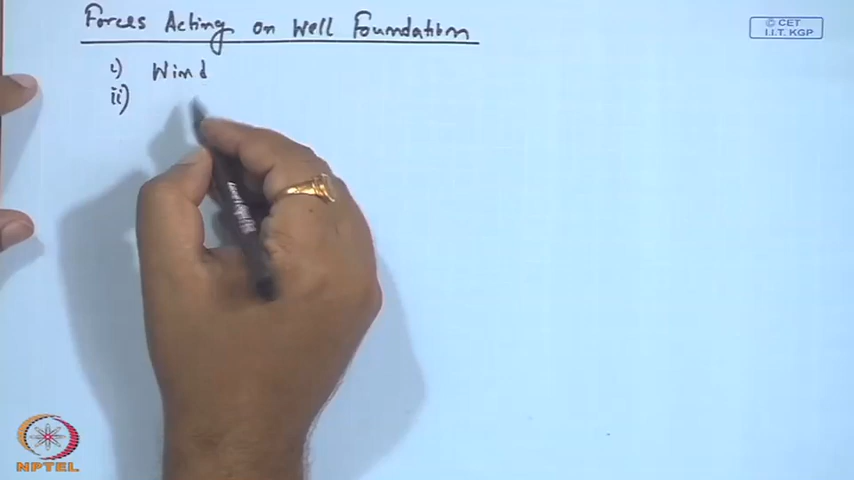 Forces Acting on Well Foundation
© CET
I.I.T. KGP
i) Wind
ii)
NPTEL